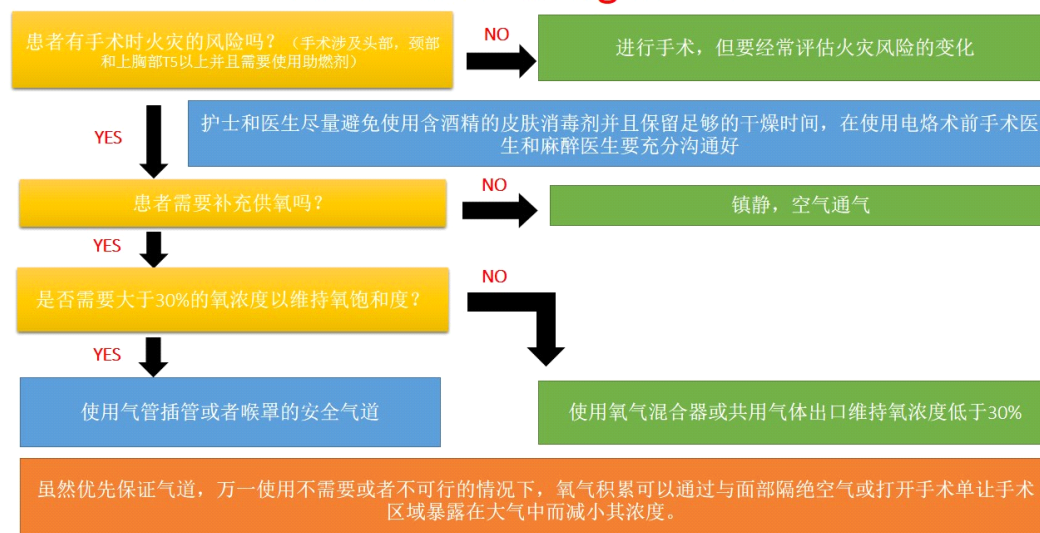 患者有手术时火灾的风险吗？（手术涉及头部，颈部
和上胸部T5以上并且需要使用助燃剂）
NO
进行手术，但要经常评估火灾风险的变化
YES
护士和医生尽量避免使用含酒精的皮肤消毒剂并且保留足够的干燥时间，在使用电烙术前手术医
生和麻醉医生要充分沟通好
患者需要补充供氧吗？
NO
镇静，空气通气
YES
是否需要大于30%的氧浓度以维持氧饱和度？
NO
YES
使用气管插管或者喉罩的安全气道
使用氧气混合器或共用气体出口维持氧浓度低于30%
虽然优先保证气道，万一使用不需要或者不可行的情况下，氧气积累可以通过与面部隔绝空气或打开手术单让手术
区域暴露在大气中而减小其浓度。